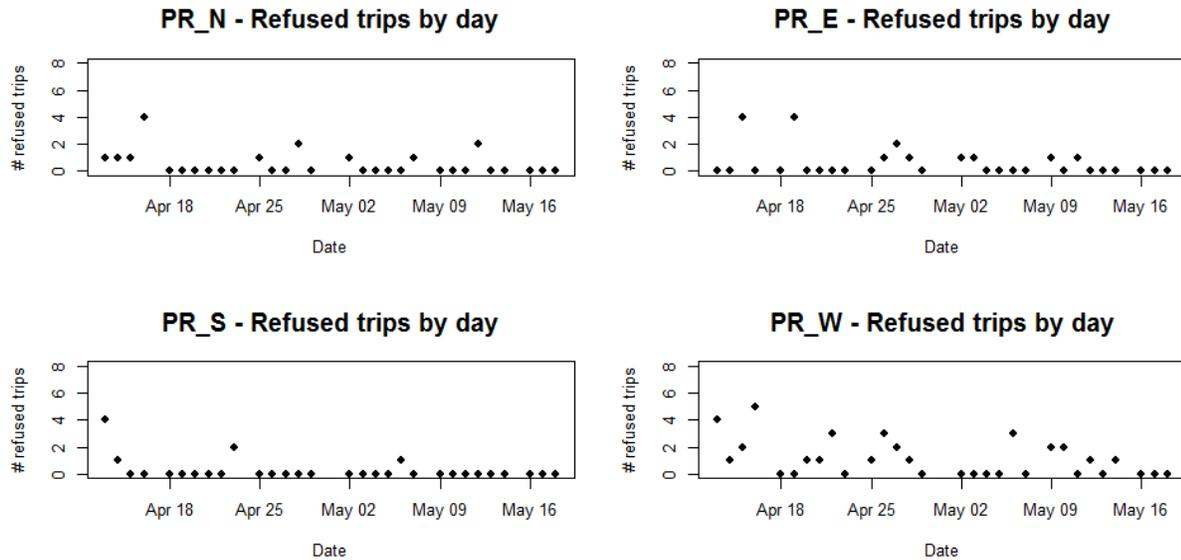 PR_N - Refused trips by day
# refused trips
8
6
4
2
0
Apr 18 Apr 25 May 02 May 09 May 16
Date
PR_E - Refused trips by day
# refused trips
8
6
4
2
0
Apr 18 Apr 25 May 02 May 09 May 16
Date
PR_S - Refused trips by day
# refused trips
8
6
4
2
0
Apr 18 Apr 25 May 02 May 09 May 16
Date
PR_W - Refused trips by day
# refused trips
8
6
4
2
0
Apr 18 Apr 25 May 02 May 09 May 16
Date